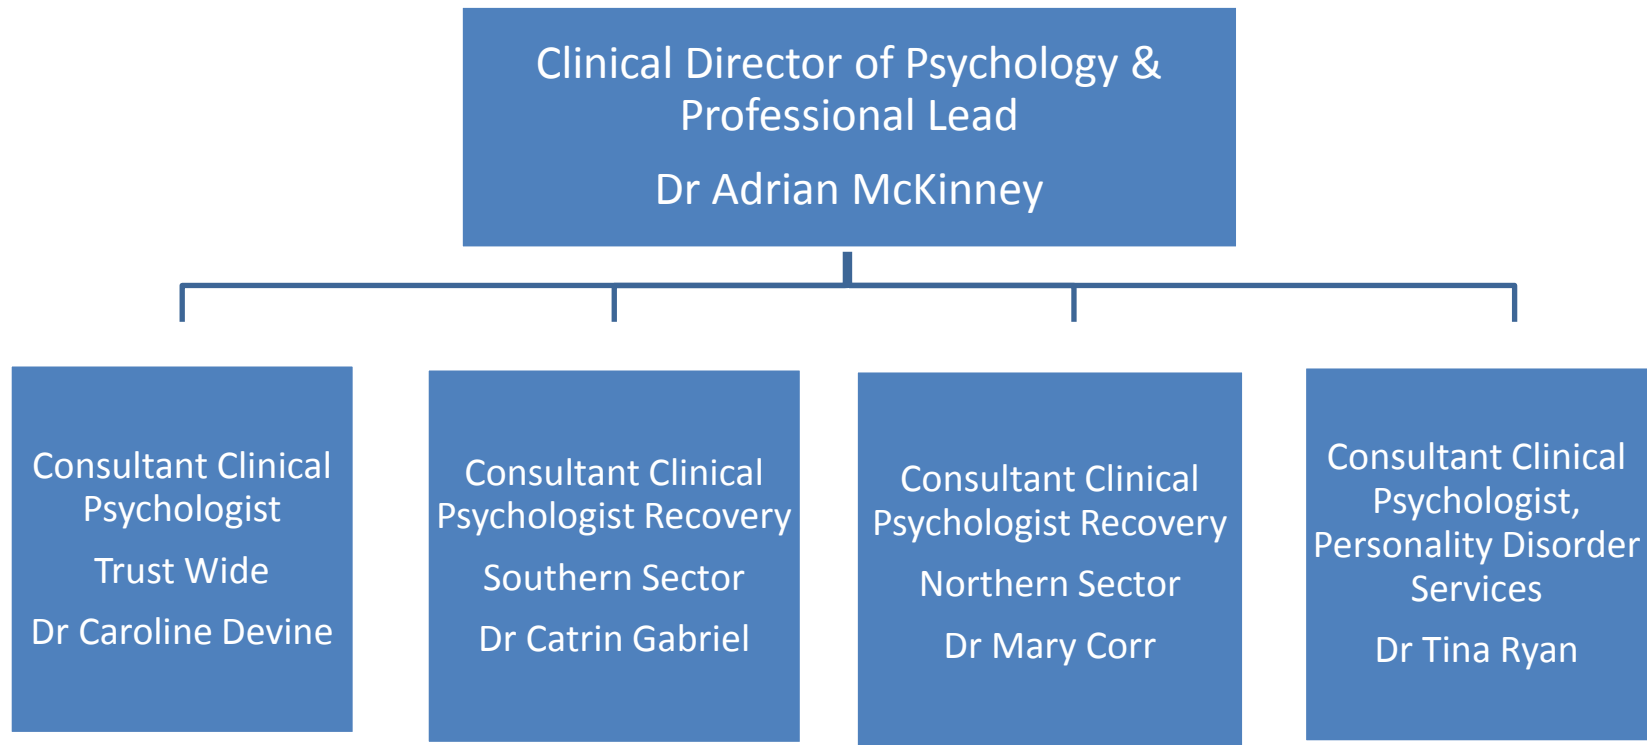 Clinical Director of Psychology &
Professional Lead
Dr Adrian McKinney
Consultant Clinical
Psychologist
Trust Wide
Dr Caroline Devine
Consultant Clinical
Psychologist Recovery
Southern Sector
Dr Catrin Gabriel
Consultant Clinical
Psychologist Recovery
Northern Sector
Dr Mary Corr
Consultant Clinical
Psychologist,
Personality Disorder
Services
Dr Tina Ryan